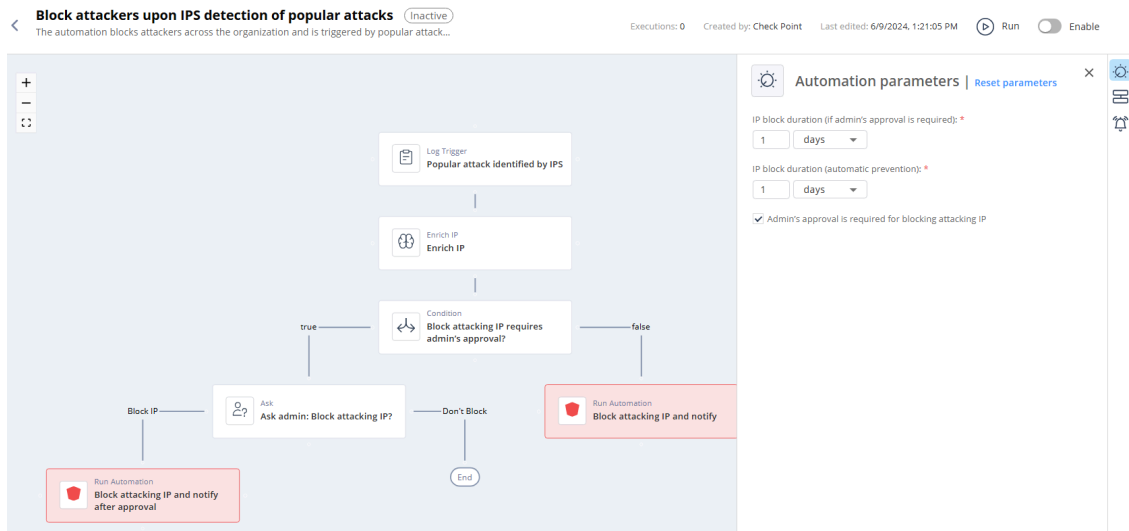 Block attackers upon IPS detection of popular attacks
Inactive
The automation blocks attackers across the organization and is triggered by popular attack...
Executions: 0
Created by: Check Point
Last edited: 6/9/2024, 1:21:05 PM
Run
Enable
Log Trigger
Popular attack identified by IPS
Enrich IP
Enrich IP
Condition
Block attacking IP requires
admin's approval?
true
false
Ask
Ask admin: Block attacking IP?
Block IP
Don't Block
Run Automation
Block attacking IP and notify
End
Run Automation
Block attacking IP and notify
after approval
Automation parameters | Reset parameters
IP block duration (if admin's approval is required): *
1 days
IP block duration (automatic prevention): *
1 days
Admin's approval is required for blocking attacking IP